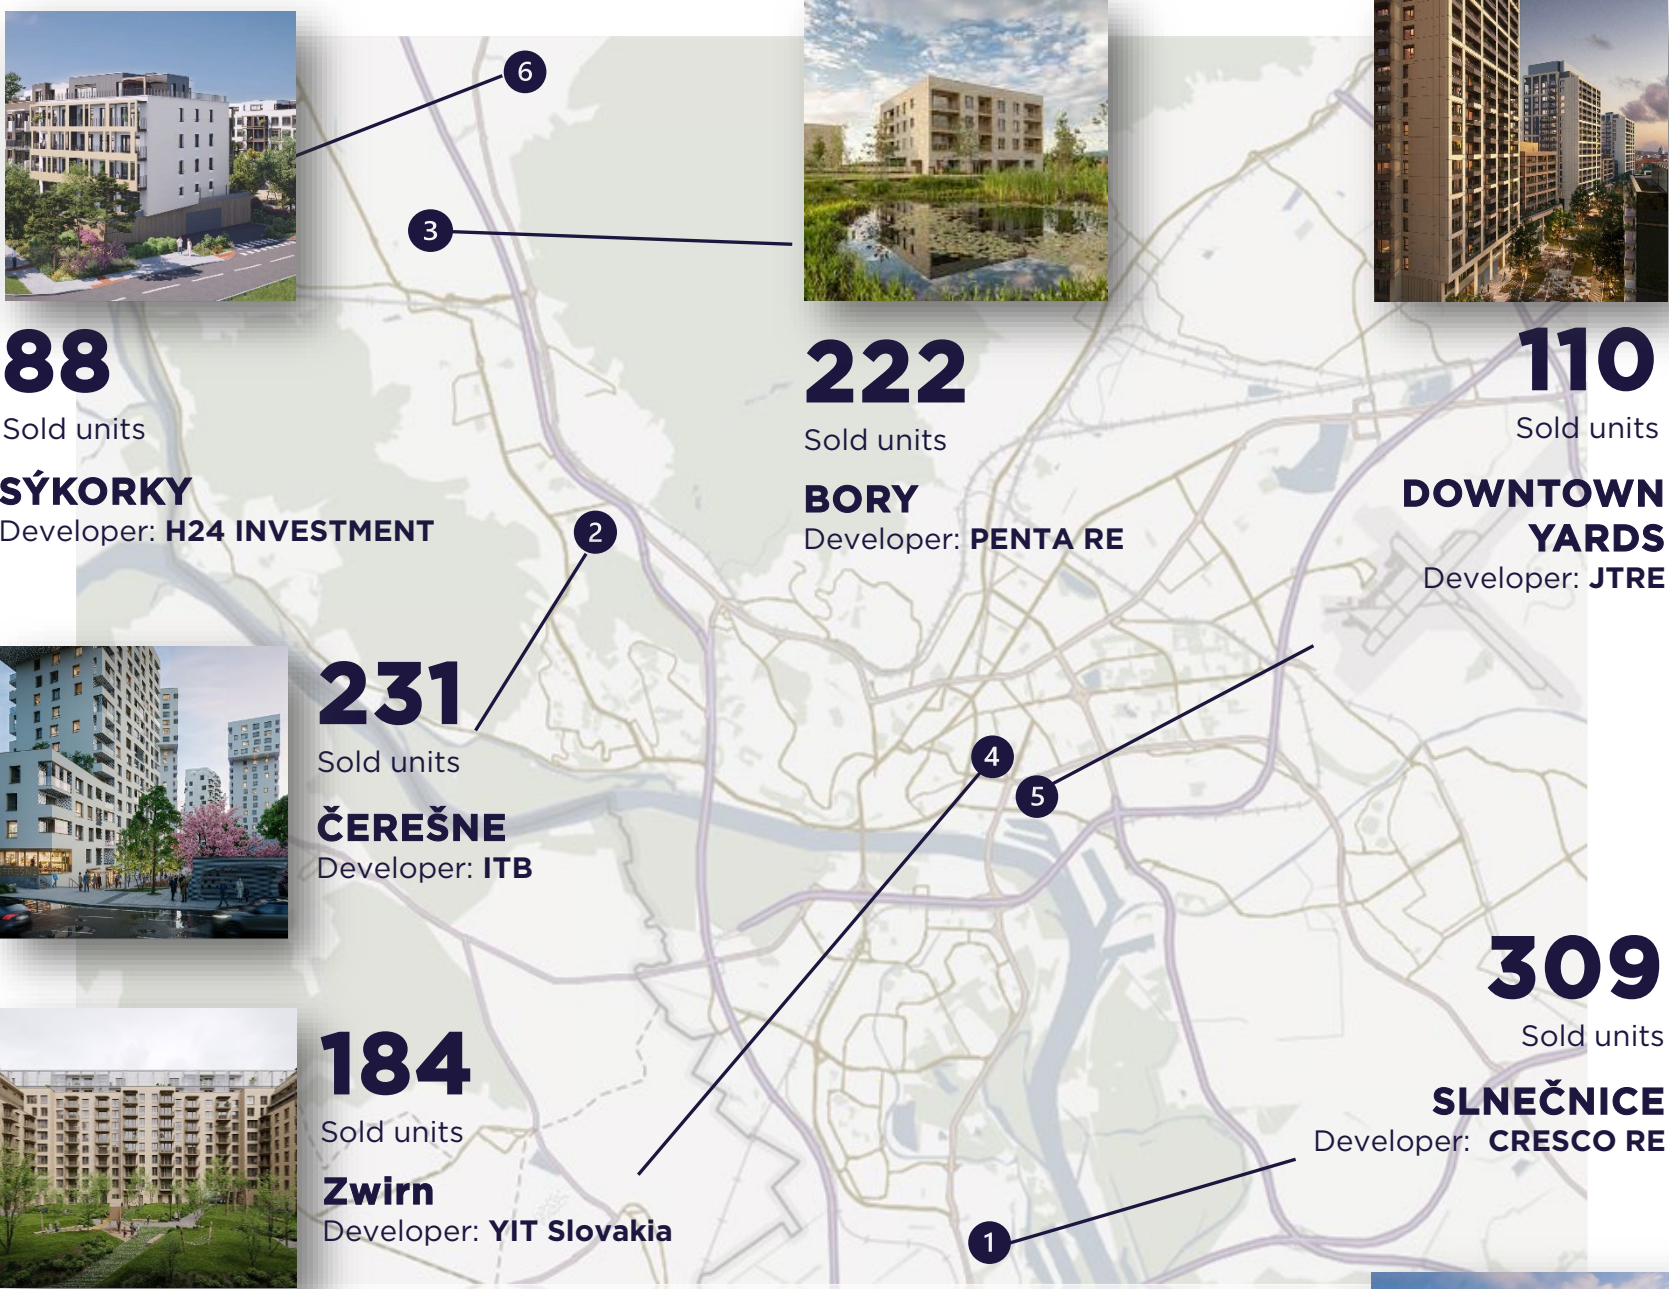 6
3
88
Sold units
SÝKORKY
Developer: H24 INVESTMENT
222
Sold units
BORY
Developer: PENTA RE
110
Sold units
DOWNTOWN
YARDS
Developer: JTRE
2
231
Sold units
ČEREŠNE
Developer: ITB
4
5
184
Sold units
Zwirn
Developer: YIT Slovakia
309
Sold units
SLNEČNICE
Developer: CRESCO RE
1